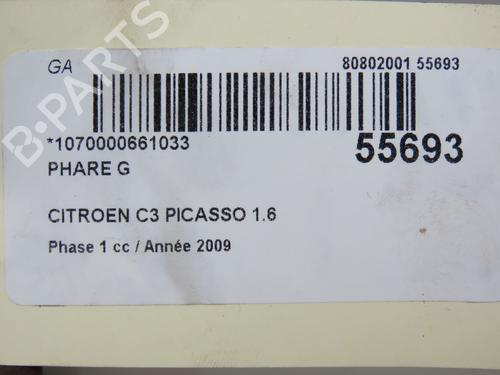 GA
80802001 55693
*1070000661033
55693
PHARE G
CITROEN C3 PICASSO 1.6
Phase 1 cc / Année 2009
B-PARTS